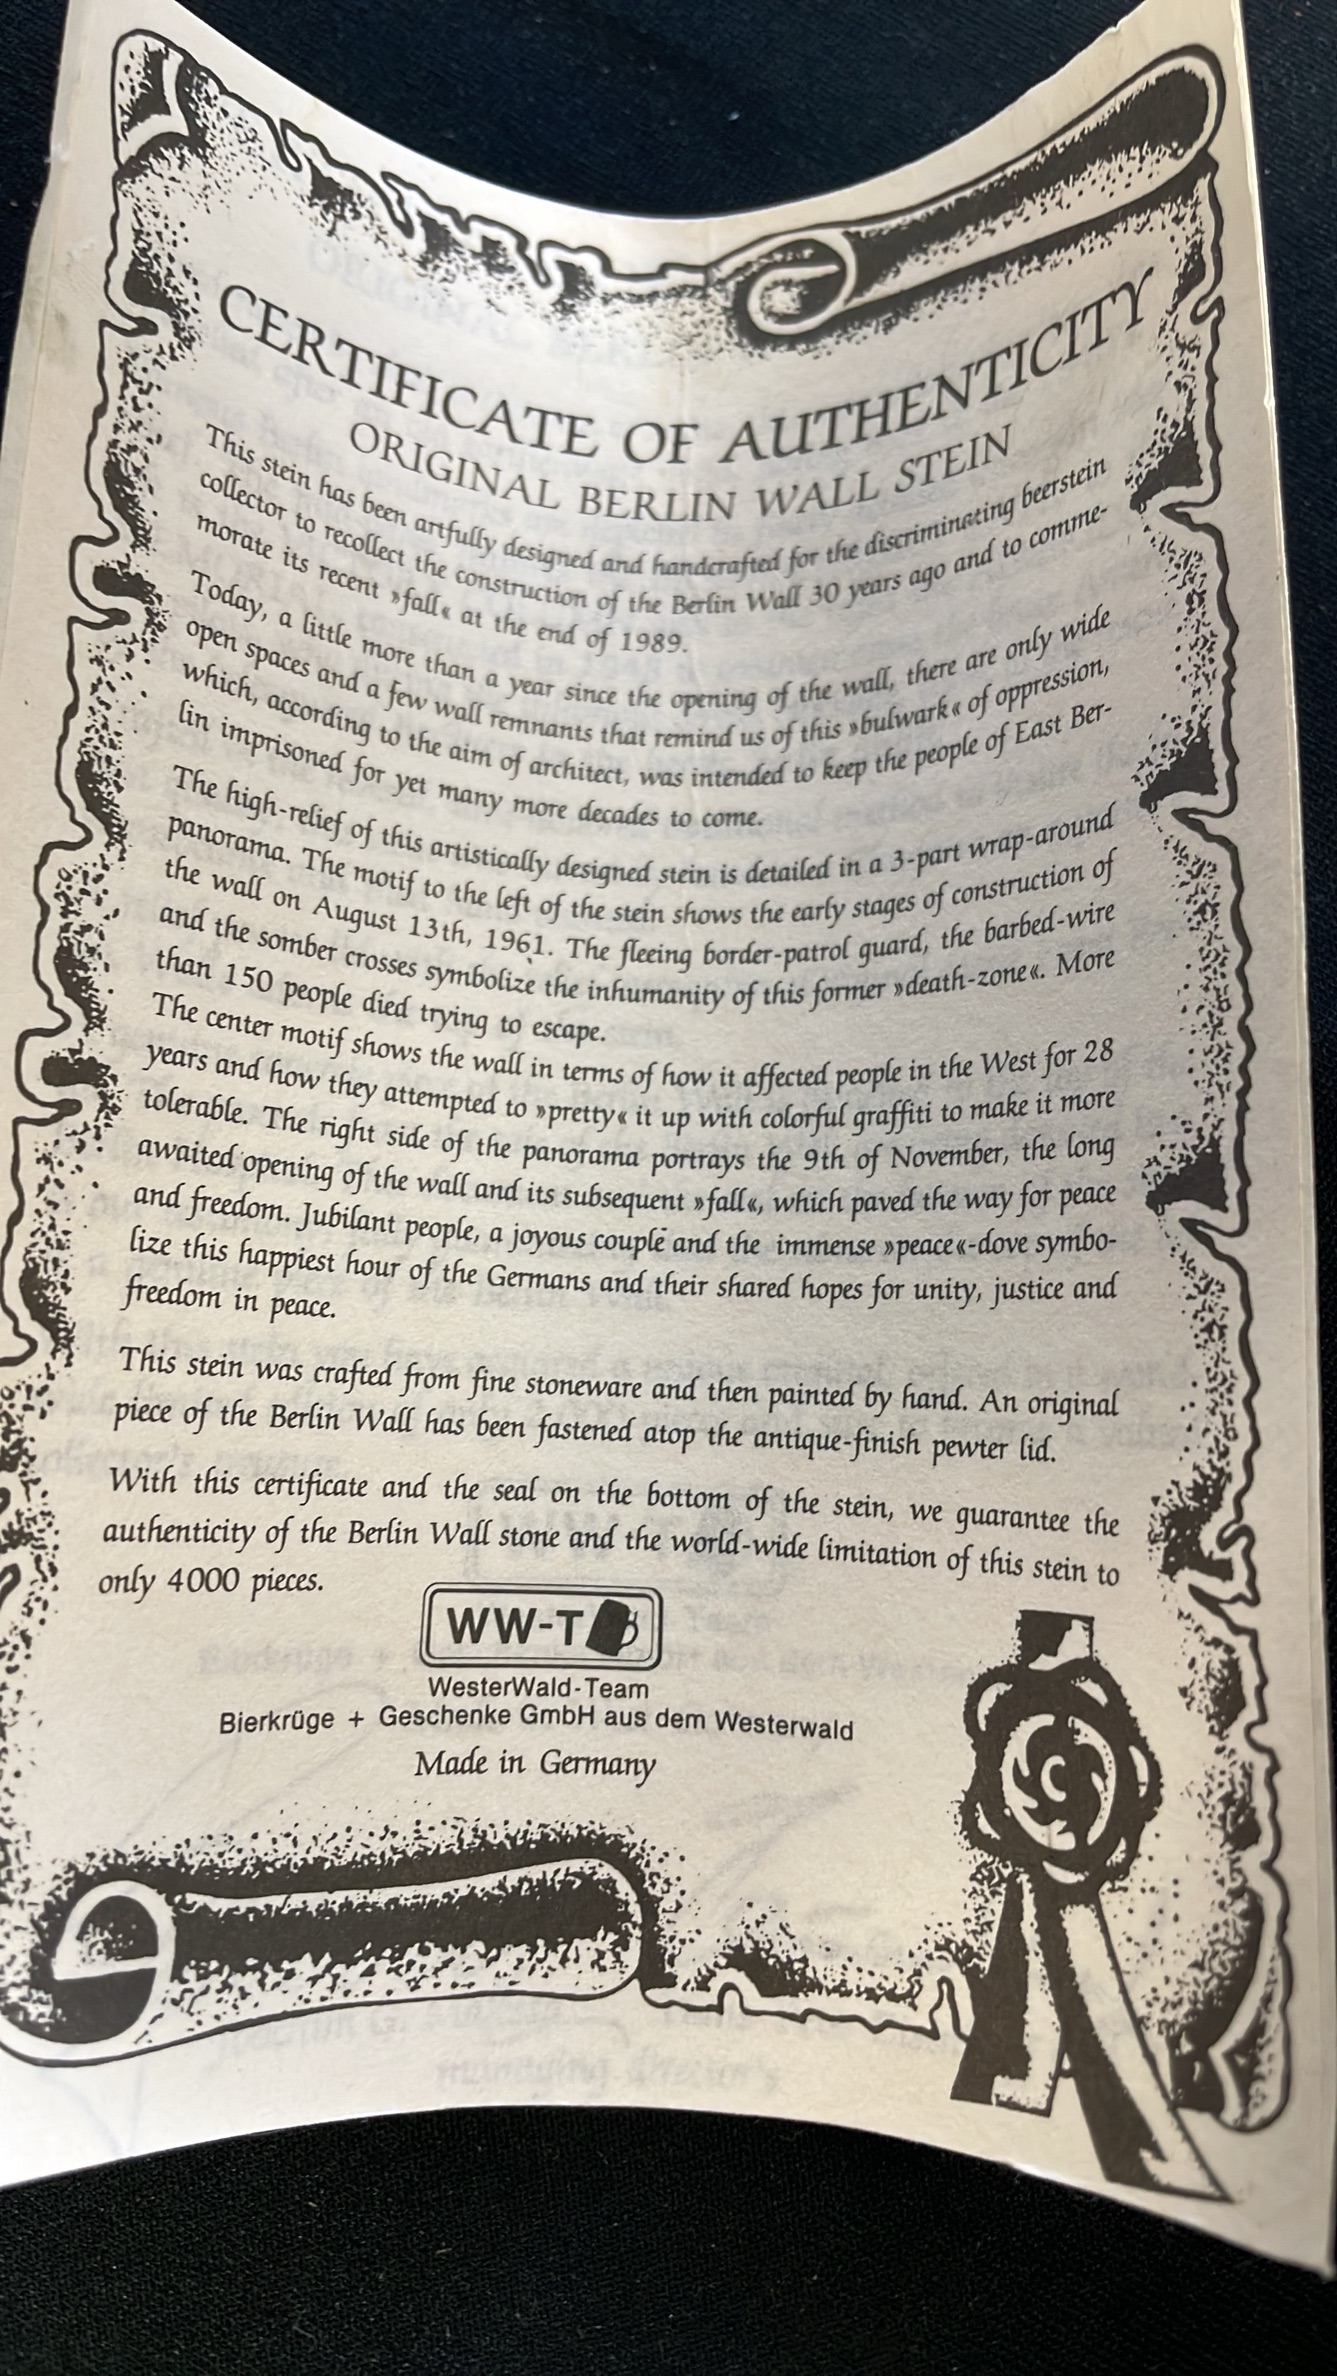 CERTIFICATE OF AUTHENTICITY
ORIGINAL BERLIN WALL STEIN
This stein has been artfully designed and handcrafted for the discriminating beerstein
collector to recollect the construction of the Berlin Wall 30 years ago and to comme-
morate its recent »fall« at the end of 1989.
Today, a little more than a year since the opening of the wall, there are only wide
open spaces and a few wall remnants that remind us of this »bulwark« of oppression,
which, according to the aim of architect, was intended to keep the people of East Ber-
lin imprisoned for yet many more decades to come.
The high-relief of this artistically designed stein is detailed in a 3-part wrap-around
panorama. The motif to the left of the stein shows the early stages of construction of
the wall on August 13th, 1961. The fleeing border-patrol guard, the barbed-wire
and the somber crosses symbolize the inhumanity of this former »death-zone«. More
than 150 people died trying to escape.
The center motif shows the wall in terms of how it affected people in the West for 28
years and how they attempted to »pretty« it up with colorful graffiti to make it more
tolerable. The right side of the panorama portrays the 9th of November, the long
awaited opening of the wall and its subsequent »fall«, which paved the way for peace
and freedom. Jubilant people, a joyous couple and the immense »peace«-dove symbo-
lize this happiest hour of the Germans and their shared hopes for unity, justice and
freedom in peace.
This stein was crafted from fine stoneware and then painted by hand. An original
piece of the Berlin Wall has been fastened atop the antique-finish pewter lid.
With this certificate and the seal on the bottom of the stein, we guarantee the
authenticity of the Berlin Wall stone and the world-wide limitation of this stein to
only 4000 pieces.
WW-T
WesterWald-Team
Bierkrüge + Geschenke GmbH aus dem Westerwald
Made in Germany